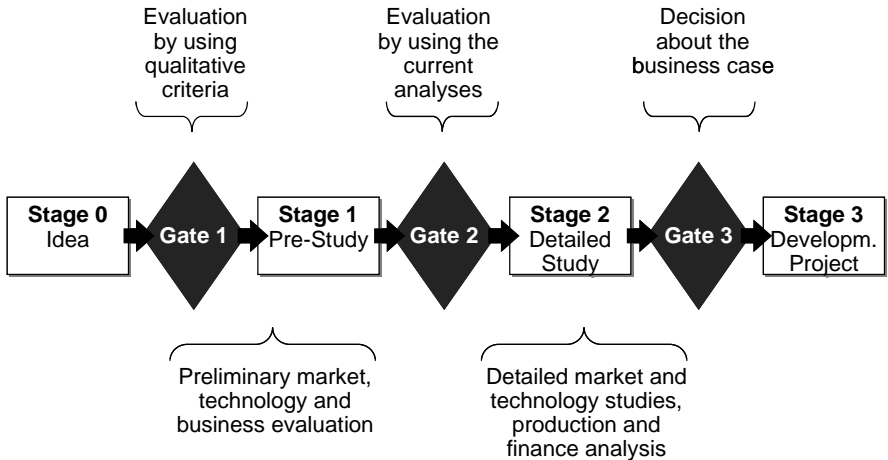 Evaluation
by using
qualitative
criteria
Evaluation
by using the
current
analyses
Decision
about the
business case
Stage 0
Idea
Gate 1
Stage 1
Pre-Study
Gate 2
Stage 2
Detailed
Study
Gate 3
Stage 3
Developm.
Project
Preliminary market,
technology and
business evaluation
Detailed market and
technology studies,
production and
finance analysis